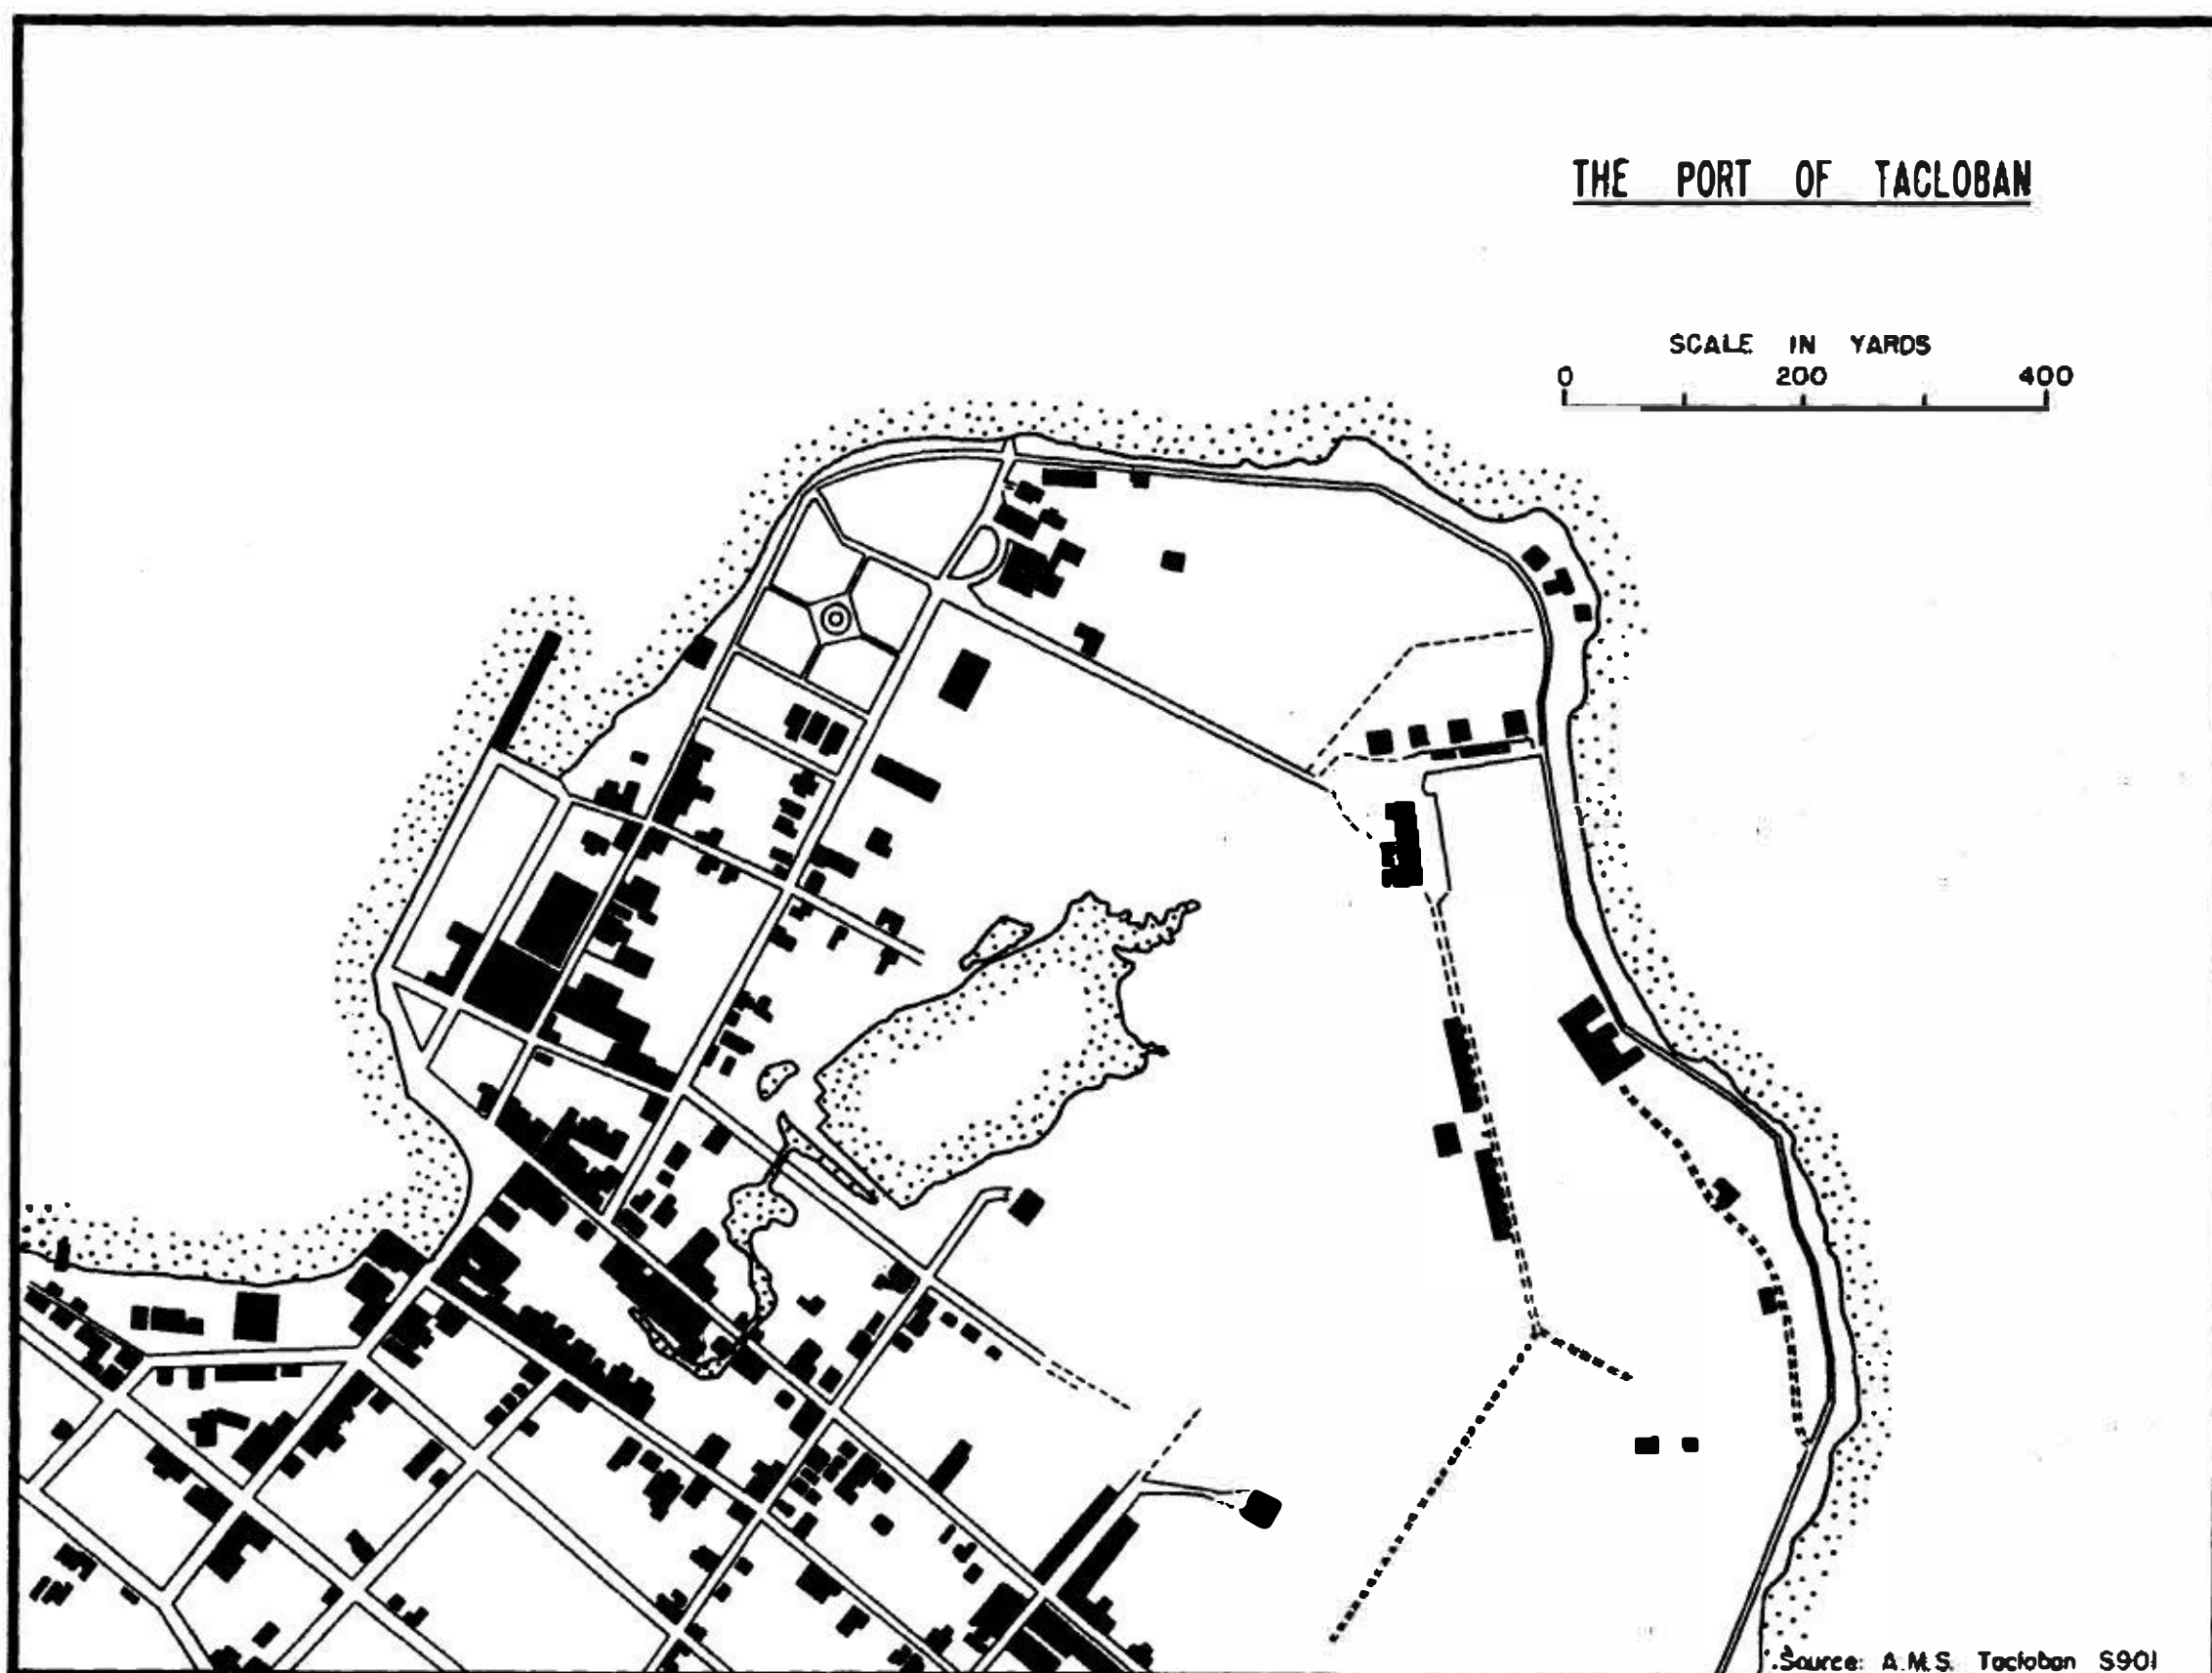 THE PORT OF TACLOBAN
SCALE IN YARDS
0 200 400
Source: A.M.S. Tacloban S901